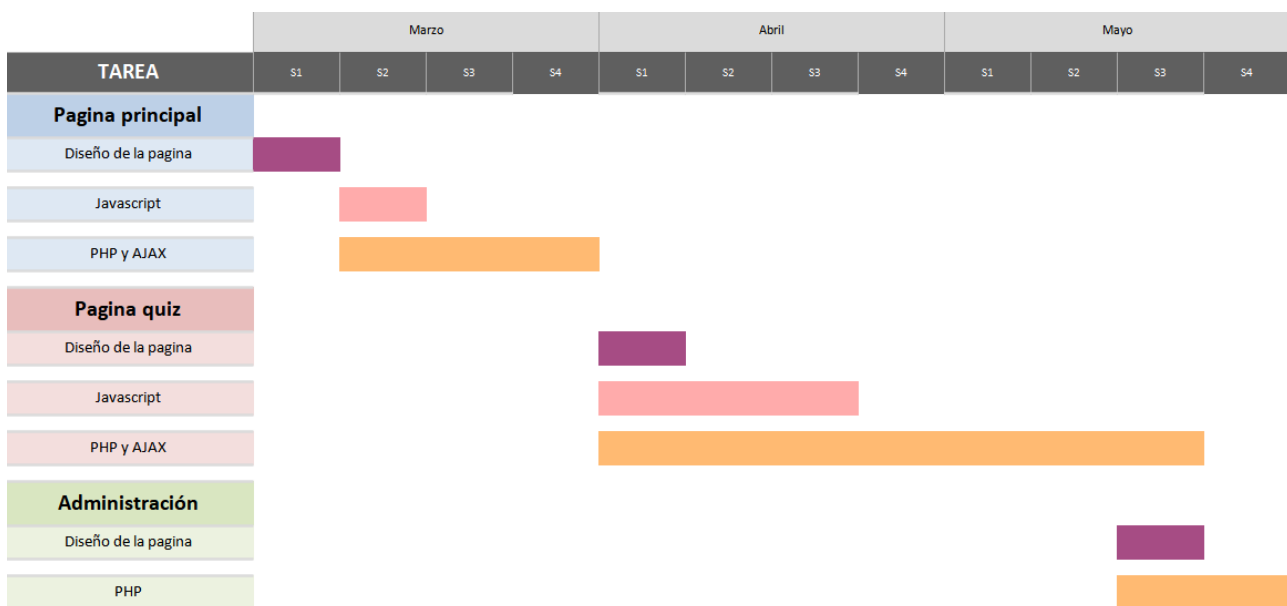 Marzo Abril Mayo
TAREA S1 S2 S3 S4 S1 S2 S3 S4 S1 S2 S3 S4
Pagina principal
Diseño de la pagina
Javascript
PHP y AJAX
Pagina quiz
Diseño de la pagina
Javascript
PHP y AJAX
Administración
Diseño de la pagina
PHP